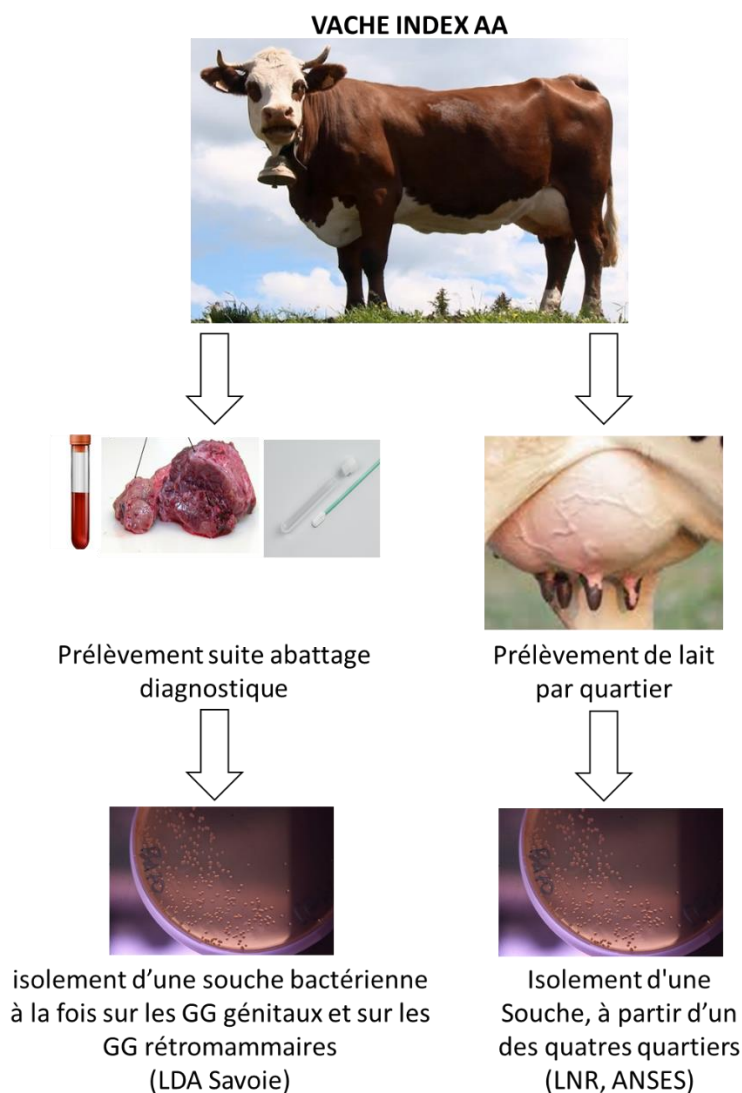 VACHE INDEX AA
Prélèvement suite abattage
diagnostique
Prélèvement de lait
par quartier
isolement d'une souche bactérienne
à la fois sur les GG génitaux et sur les
GG rétromammaires
(LDA Savoie)
Isolement d'une
Souche, à partir d'un
des quatres quartiers
(LNR, ANSES)